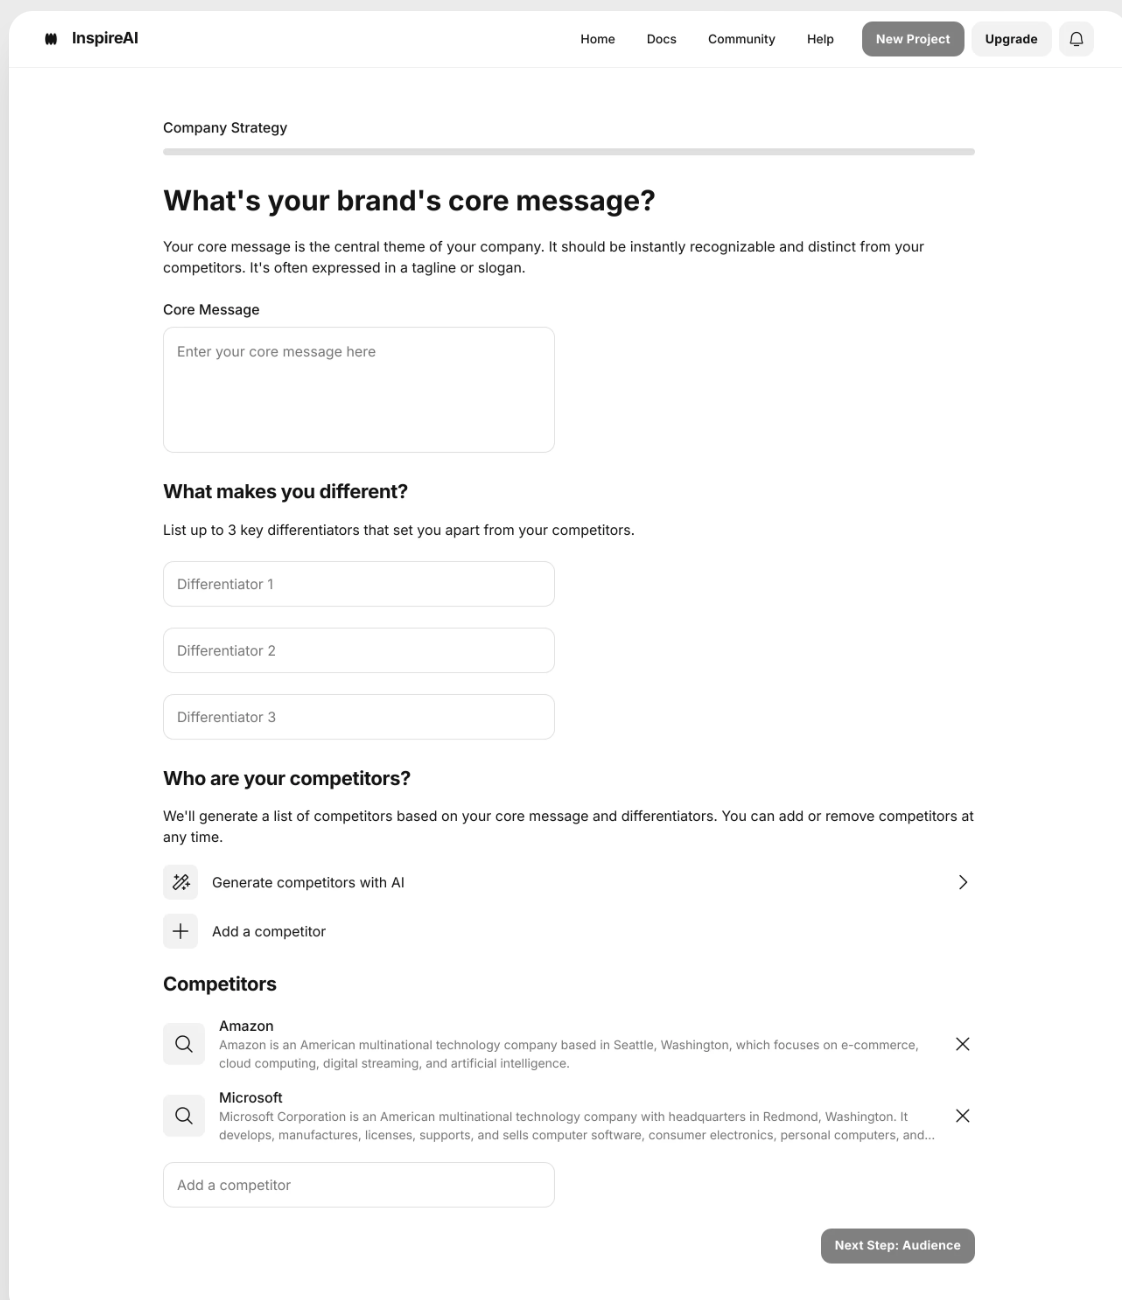 InspireAI
Home
Docs
Community
Help
New Project
Upgrade
Company Strategy
What's your brand's core message?
Your core message is the central theme of your company. It should be instantly recognizable and distinct from your
competitors. It's often expressed in a tagline or slogan.
Core Message
Enter your core message here
What makes you different?
List up to 3 key differentiators that set you apart from your competitors.
Differentiator 1
Differentiator 2
Differentiator 3
Who are your competitors?
We'll generate a list of competitors based on your core message and differentiators. You can add or remove competitors at
any time.
Generate competitors with AI
Add a competitor
Competitors
Amazon
Amazon is an American multinational technology company based in Seattle, Washington, which focuses on e-commerce,
cloud computing, digital streaming, and artificial intelligence.
Microsoft
Microsoft Corporation is an American multinational technology company with headquarters in Redmond, Washington. It
develops, manufactures, licenses, supports, and sells computer software, consumer electronics, personal computers, and...
Add a competitor
Next Step: Audience